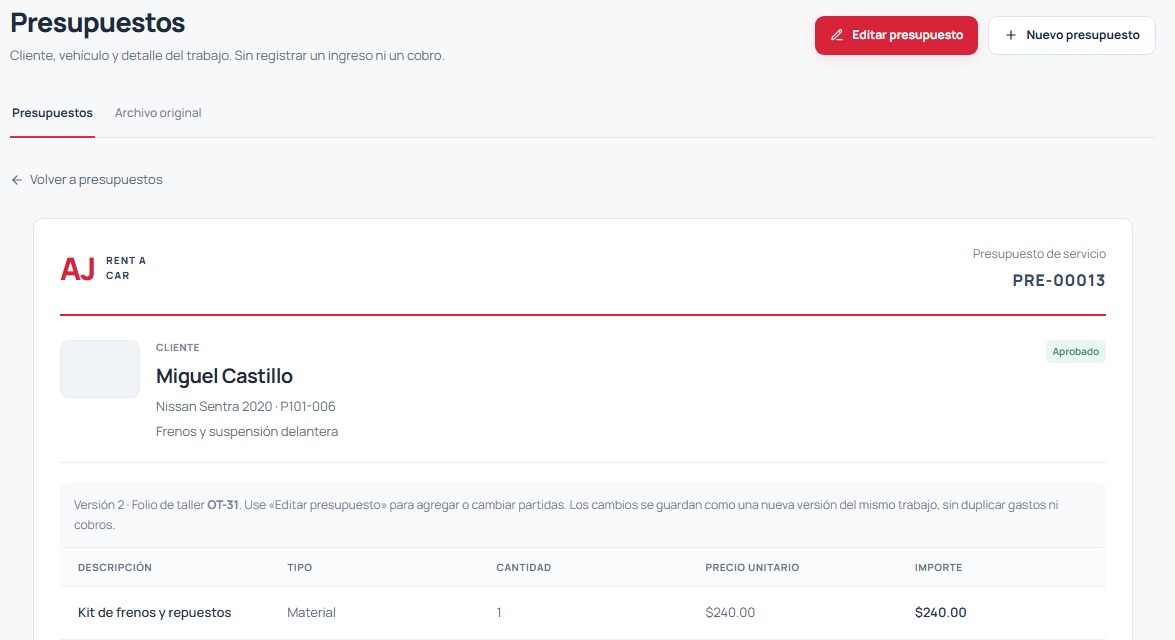 Presupuestos
Cliente, vehículo y detalle del trabajo. Sin registrar un ingreso ni un cobro.
Editar presupuesto
Nuevo presupuesto
Presupuestos
Archivo original
Volver a presupuestos
AJ
RENT A
CAR
Presupuesto de servicio
PRE-00013
CLIENTE
Miguel Castillo
Nissan Sentra 2020 · P101-006
Frenos y suspensión delantera
Aprobado
Versión 2 · Folio de taller OT-31. Use «Editar presupuesto» para agregar o cambiar partidas. Los cambios se guardan como una nueva versión del mismo trabajo, sin duplicar gastos ni
cobros.
DESCRIPCIÓN TIPO CANTIDAD PRECIO UNITARIO IMPORTE
Kit de frenos y repuestos Material 1 $240.00 $240.00